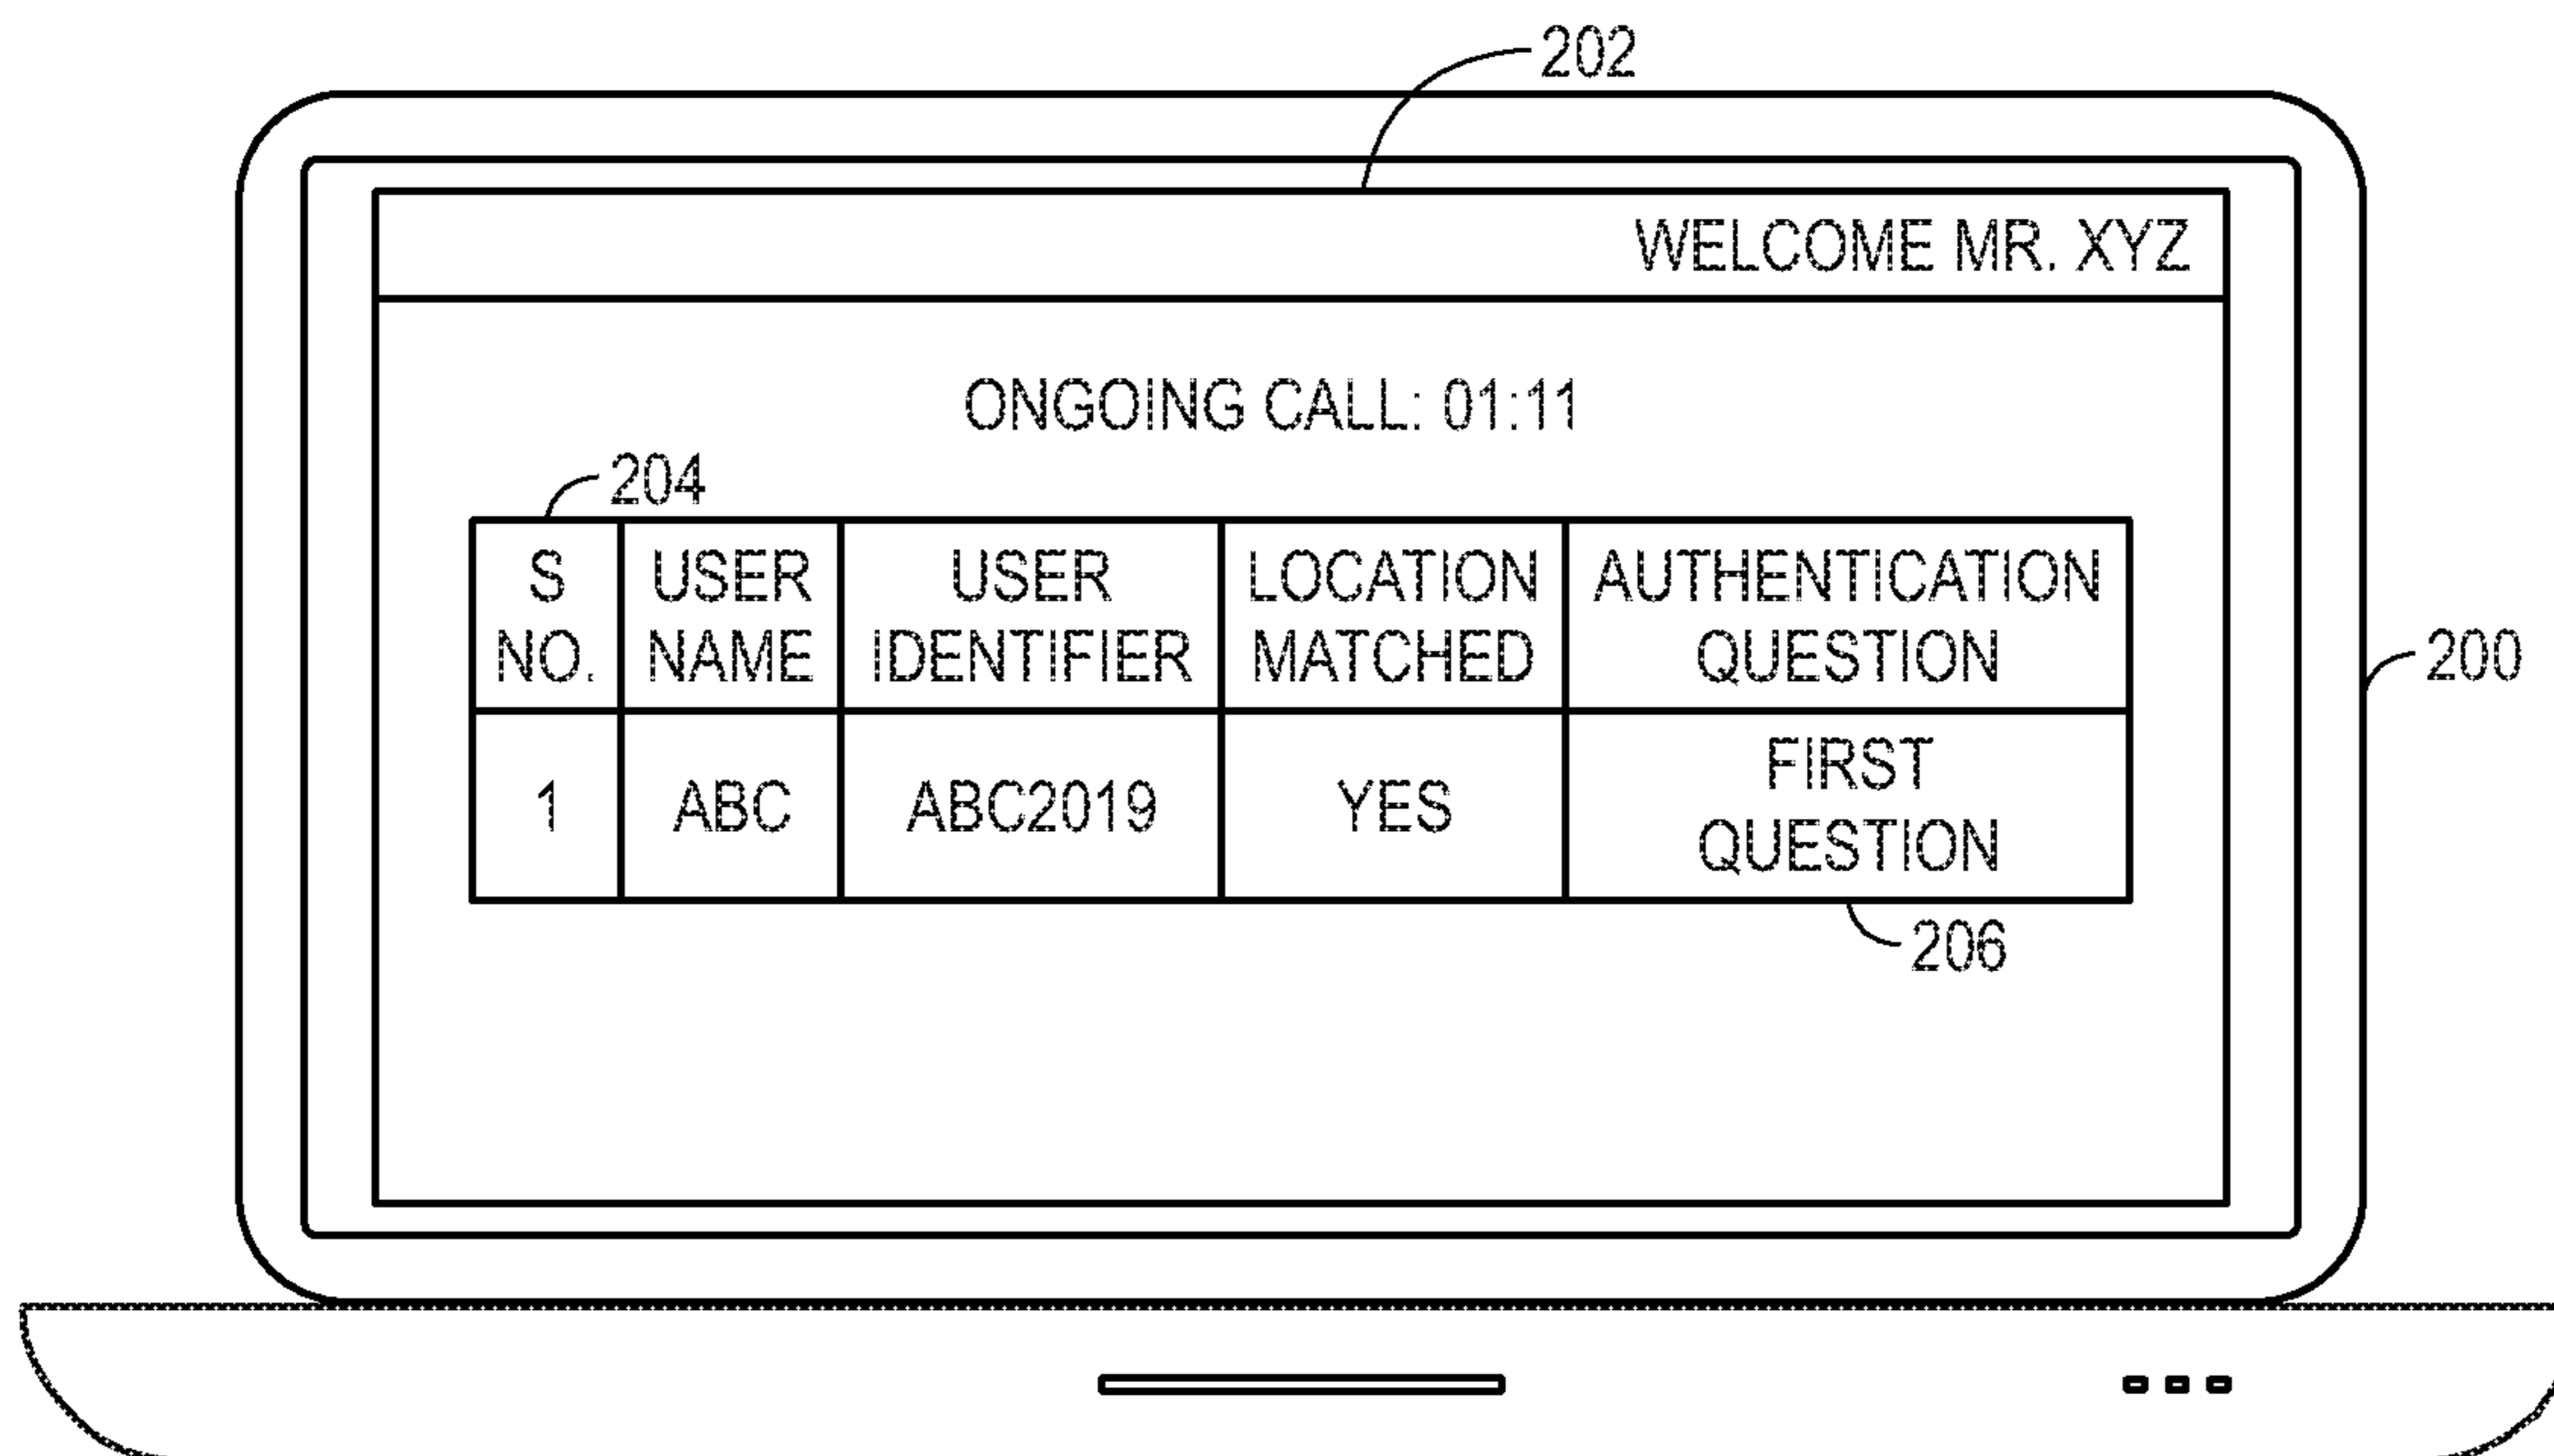 202
WELCOME MR. XYZ
ONGOING CALL: 01:11
204
S NO.
USER NAME
USER IDENTIFIER
LOCATION MATCHED
AUTHENTICATION QUESTION
1
ABC
ABC2019
YES
FIRST QUESTION
200
206